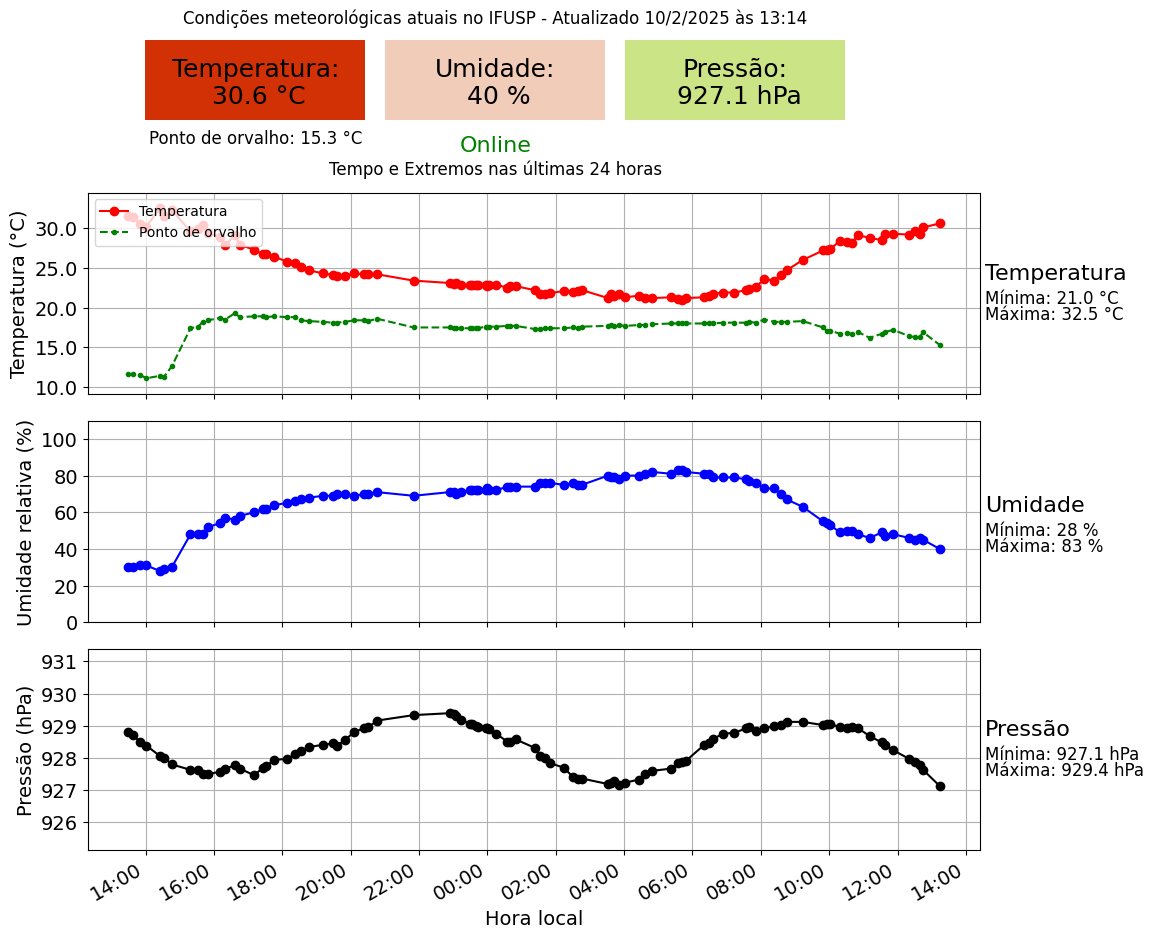 Condições meteorológicas atuais no IFUSP - Atualizado 10/2/2025 às 13:14
Temperatura:
30.6 °C
Umidade:
40 %
Pressão:
927.1 hPa
Ponto de orvalho: 15.3 °C
Online
Tempo e Extremos nas últimas 24 horas
Temperatura
Ponto de orvalho
Temperatura (°C)
30.0
25.0
20.0
15.0
10.0
Temperatura
Mínima: 21.0 °C
Máxima: 32.5 °C
Umidade relativa (%)
100
80
60
40
20
0
Umidade
Mínima: 28 %
Máxima: 83 %
Pressão (hPa)
931
930
929
928
927
926
Pressão
Mínima: 927.1 hPa
Máxima: 929.4 hPa
14:00
16:00
18:00
20:00
22:00
00:00
02:00
04:00
06:00
08:00
10:00
12:00
14:00
Hora local